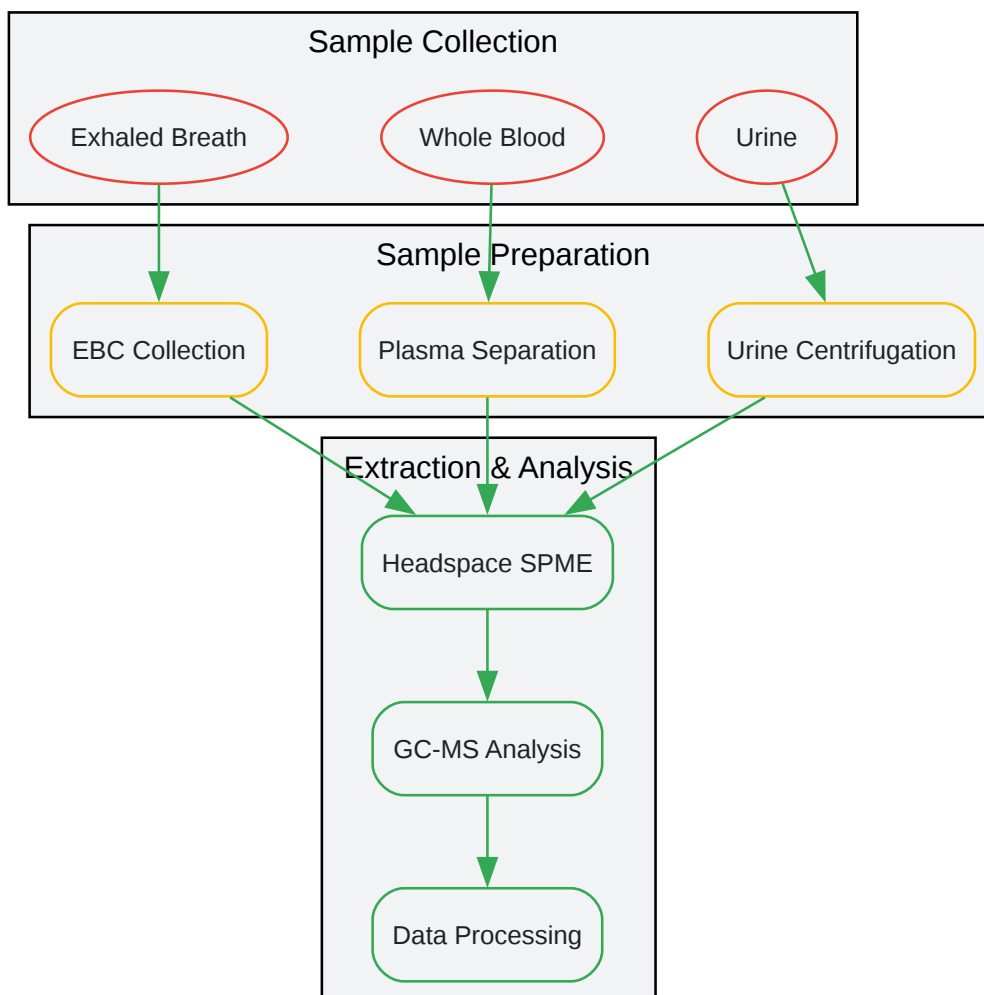 Sample Collection
Exhaled Breath
Whole Blood
Urine
Sample Preparation
EBC Collection
Plasma Separation
Urine Centrifugation
Extraction & Analysis
Headspace SPME
GC-MS Analysis
Data Processing